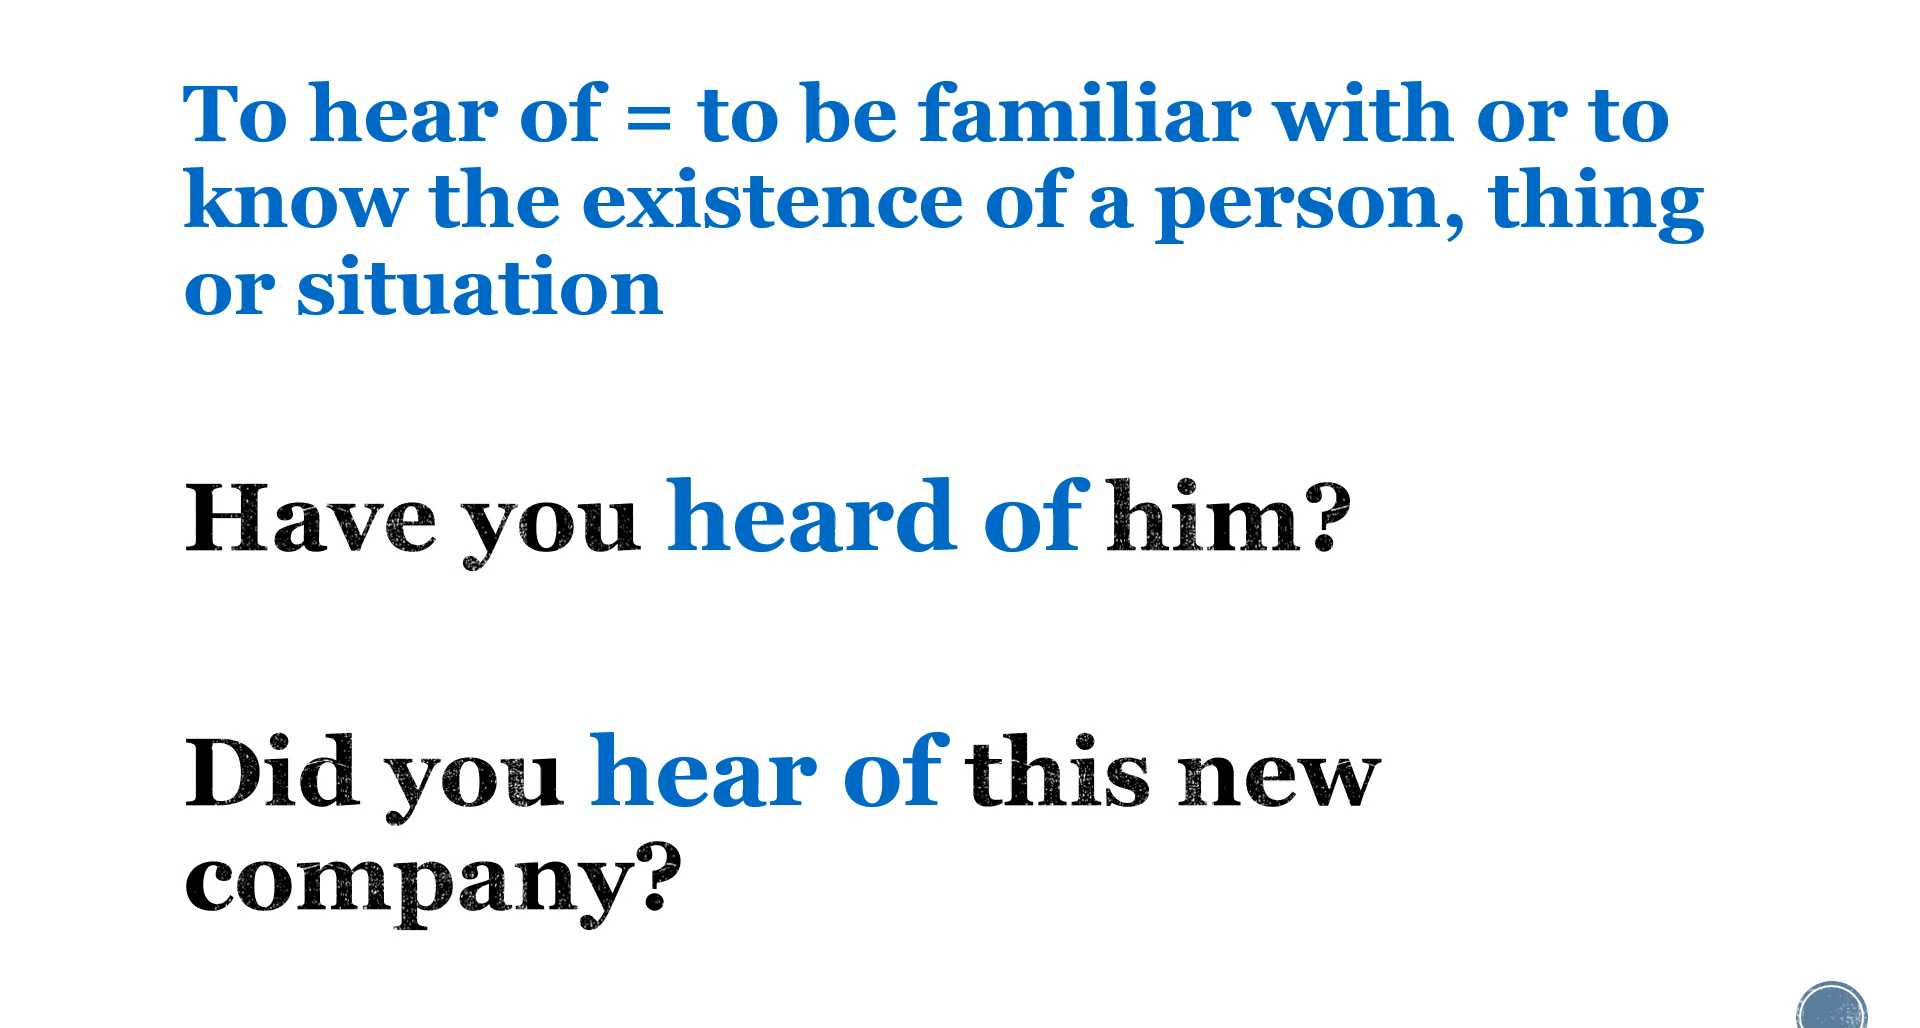 To hear of = to be familiar with or to
know the existence of a person, thing
or situation
Have you heard of him?
Did you hear of this new
company?